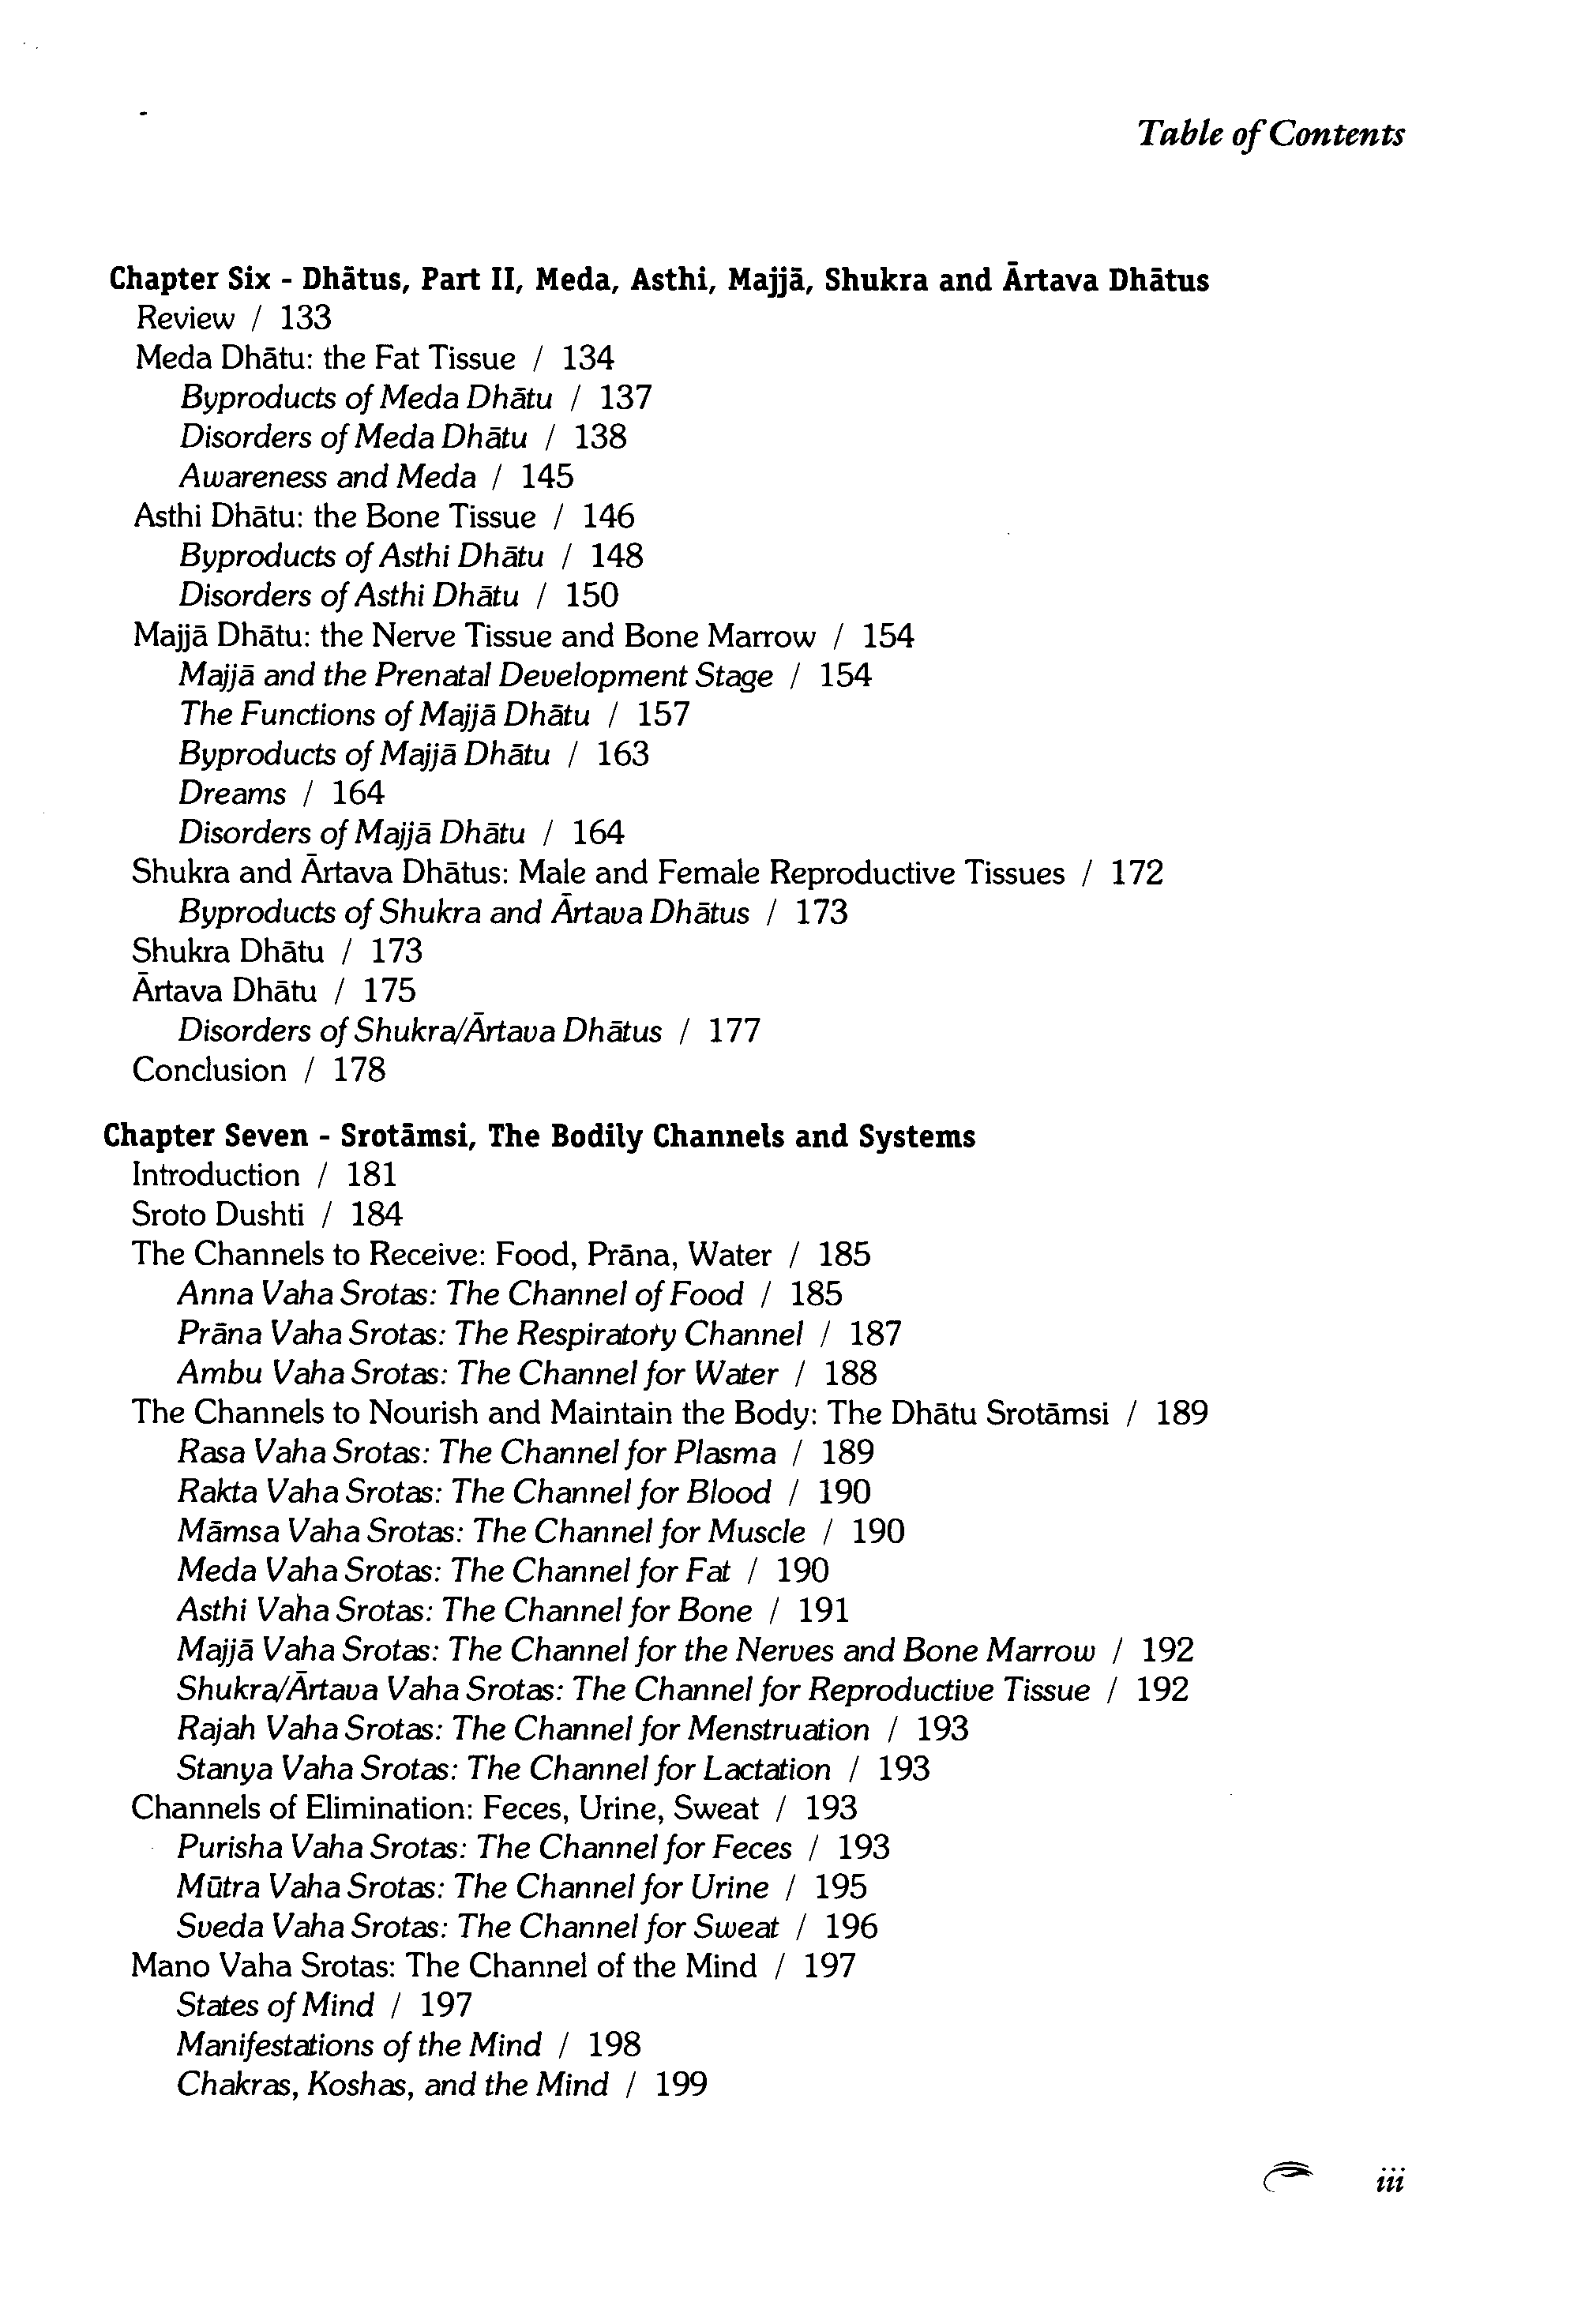 Table of Contents
Chapter Six - Dhātus, Part II, Meda, Asthi, Majjā, Shukra and Ārtava Dhātus
Review / 133
Meda Dhātu: the Fat Tissue / 134
Byproducts of Meda Dhātu / 137
Disorders of Meda Dhātu / 138
Awareness and Meda / 145
Asthi Dhātu: the Bone Tissue / 146
Byproducts of Asthi Dhātu / 148
Disorders of Asthi Dhātu / 150
Majjā Dhātu: the Nerve Tissue and Bone Marrow / 154
Majjā and the Prenatal Development Stage / 154
The Functions of Majjā Dhātu / 157
Byproducts of Majjā Dhātu / 163
Dreams / 164
Disorders of Majjā Dhātu / 164
Shukra and Ārtava Dhātus: Male and Female Reproductive Tissues / 172
Byproducts of Shukra and Ārtava Dhātus / 173
Shukra Dhātu / 173
Ārtava Dhātu / 175
Disorders of Shukra/Ārtava Dhātus / 177
Conclusion / 178
Chapter Seven - Srotāmsi, The Bodily Channels and Systems
Introduction / 181
Sroto Dushti / 184
The Channels to Receive: Food, Prāna, Water / 185
Anna Vaha Srotas: The Channel of Food / 185
Prāna Vaha Srotas: The Respiratory Channel / 187
Ambu Vaha Srotas: The Channel for Water / 188
The Channels to Nourish and Maintain the Body: The Dhātu Srotāmsi / 189
Rasa Vaha Srotas: The Channel for Plasma / 189
Rakta Vaha Srotas: The Channel for Blood / 190
Māmsa Vaha Srotas: The Channel for Muscle / 190
Meda Vaha Srotas: The Channel for Fat / 190
Asthi Vaha Srotas: The Channel for Bone / 191
Majjā Vaha Srotas: The Channel for the Nerves and Bone Marrow / 192
Shukra/Ārtava Vaha Srotas: The Channel for Reproductive Tissue / 192
Rajah Vaha Srotas: The Channel for Menstruation / 193
Stanya Vaha Srotas: The Channel for Lactation / 193
Channels of Elimination: Feces, Urine, Sweat / 193
Purisha Vaha Srotas: The Channel for Feces / 193
Mūtra Vaha Srotas: The Channel for Urine / 195
Sveda Vaha Srotas: The Channel for Sweat / 196
Mano Vaha Srotas: The Channel of the Mind / 197
States of Mind / 197
Manifestations of the Mind / 198
Chakras, Koshas, and the Mind / 199
iii